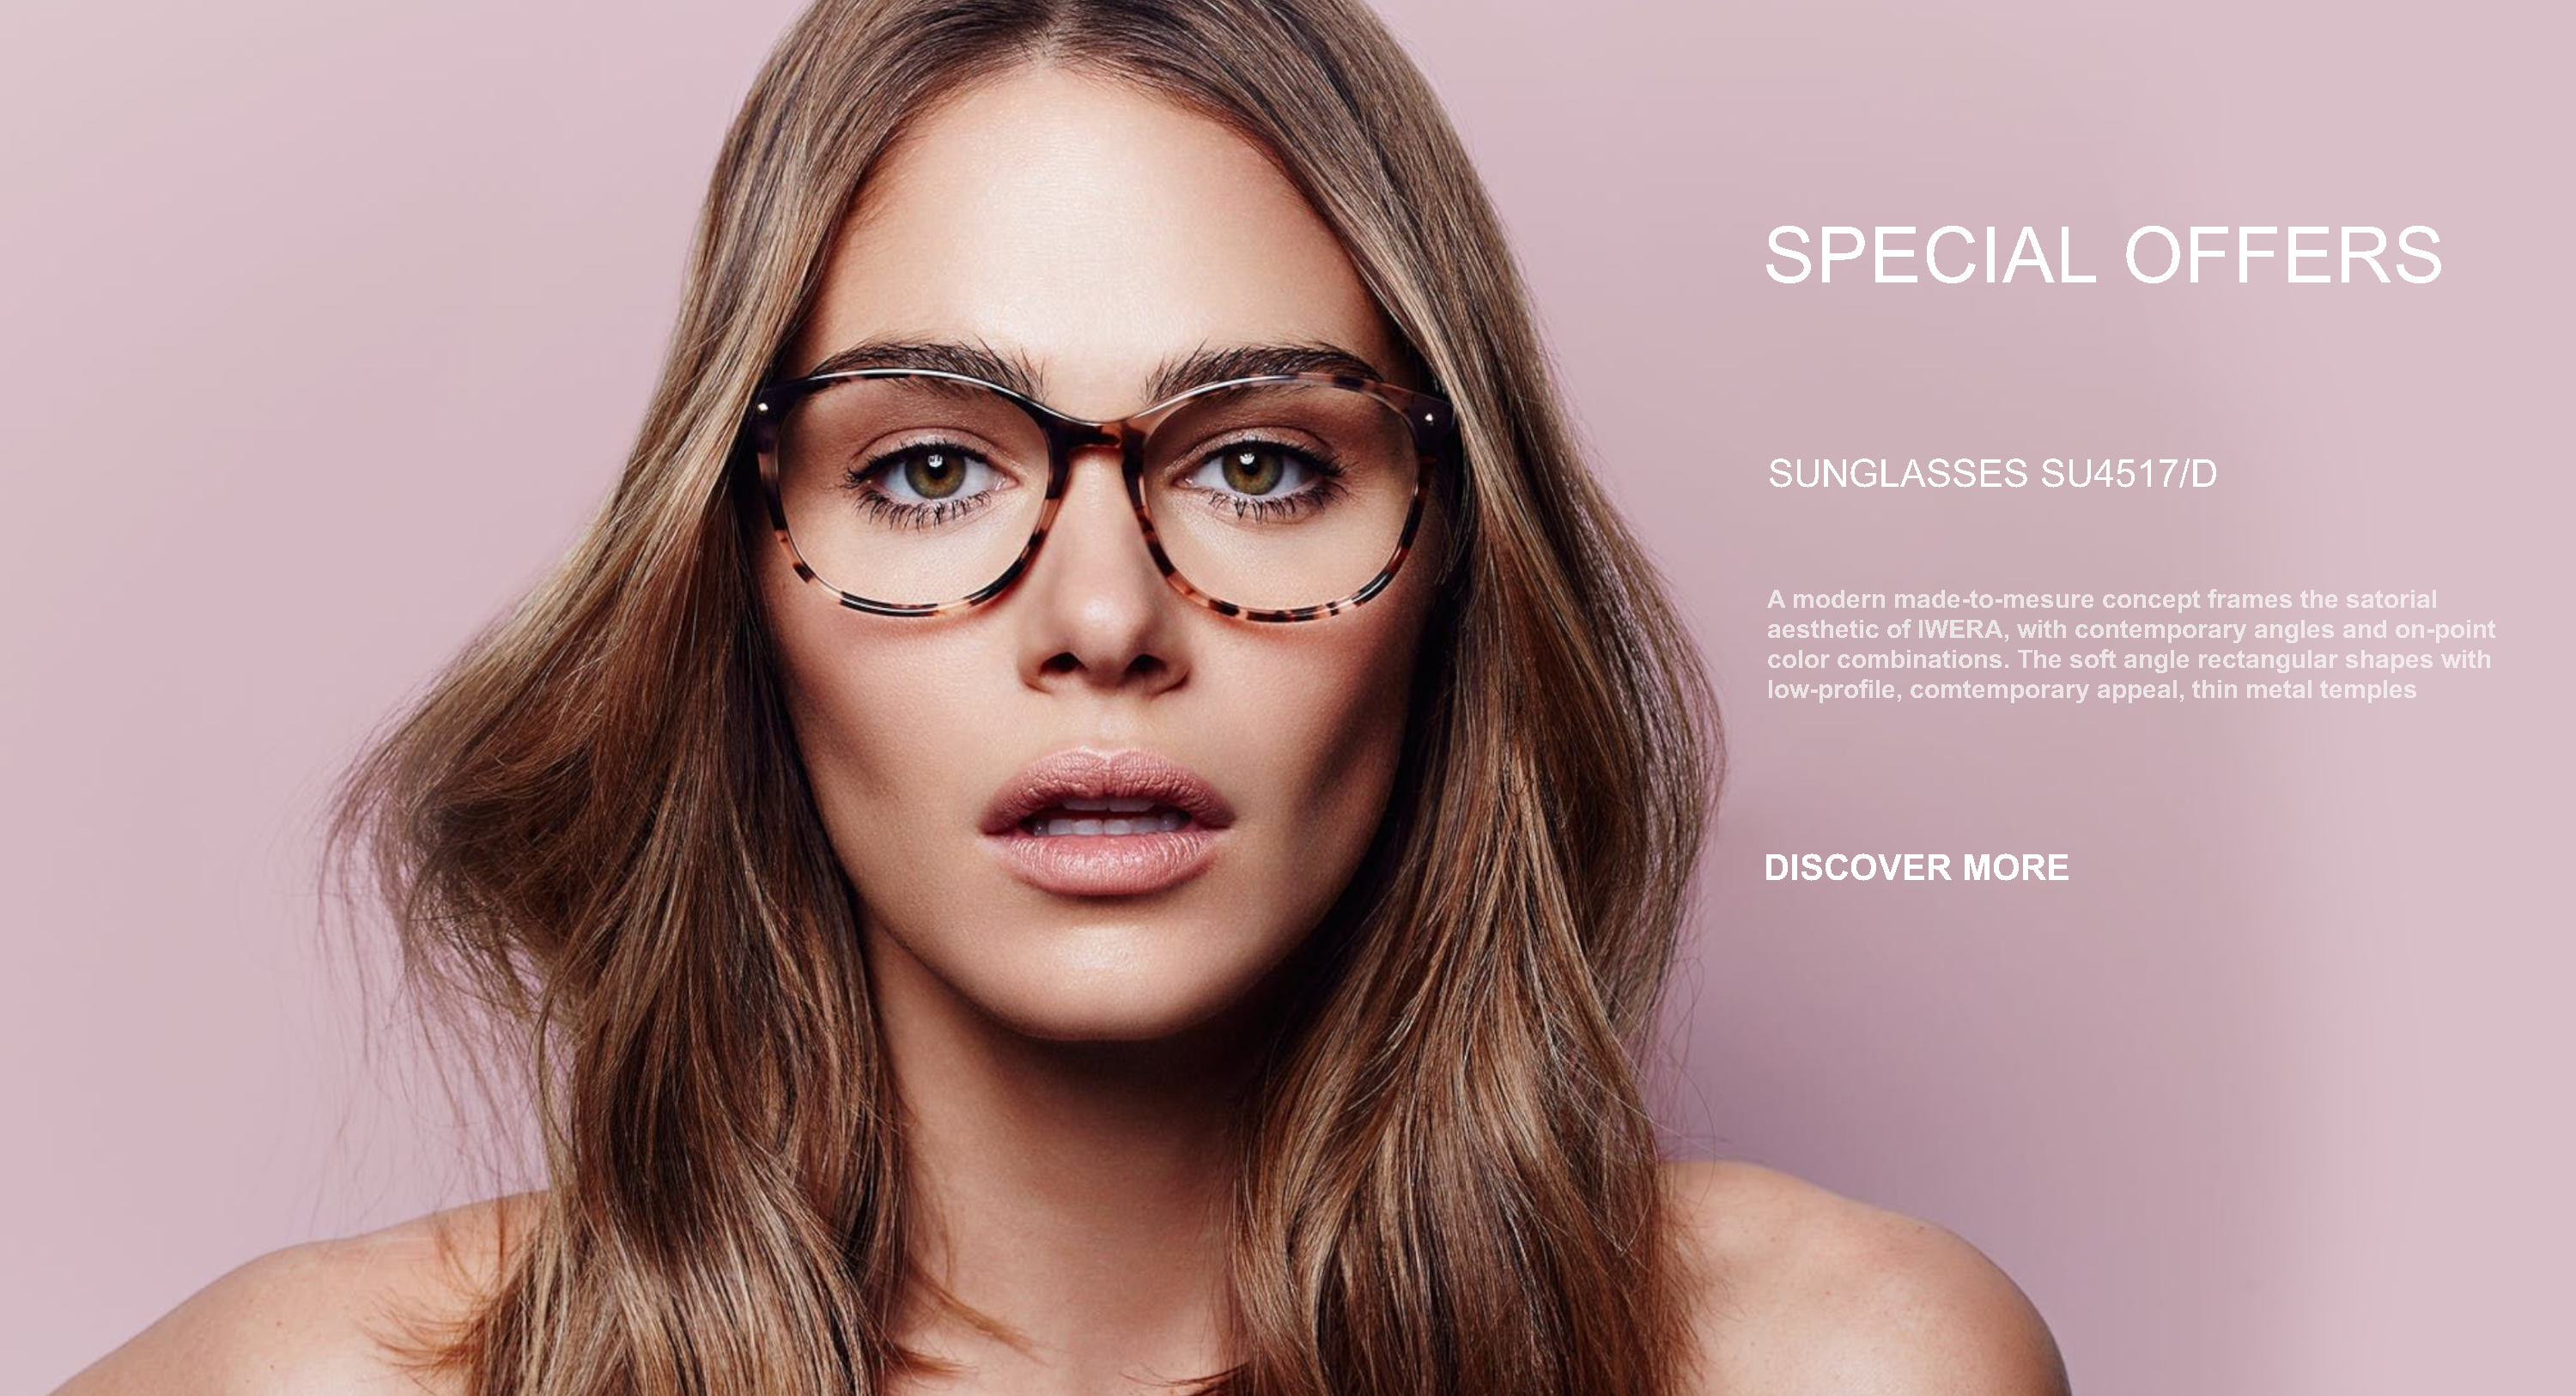 SPECIAL OFFERS
SUNGLASSES SU4517/D
A modern made-to-mesure concept frames the satorial
aesthetic of IWERA, with contemporary angles and on-point
color combinations. The soft angle rectangular shapes with
low-profile, comtemporary appeal, thin metal temples
DISCOVER MORE